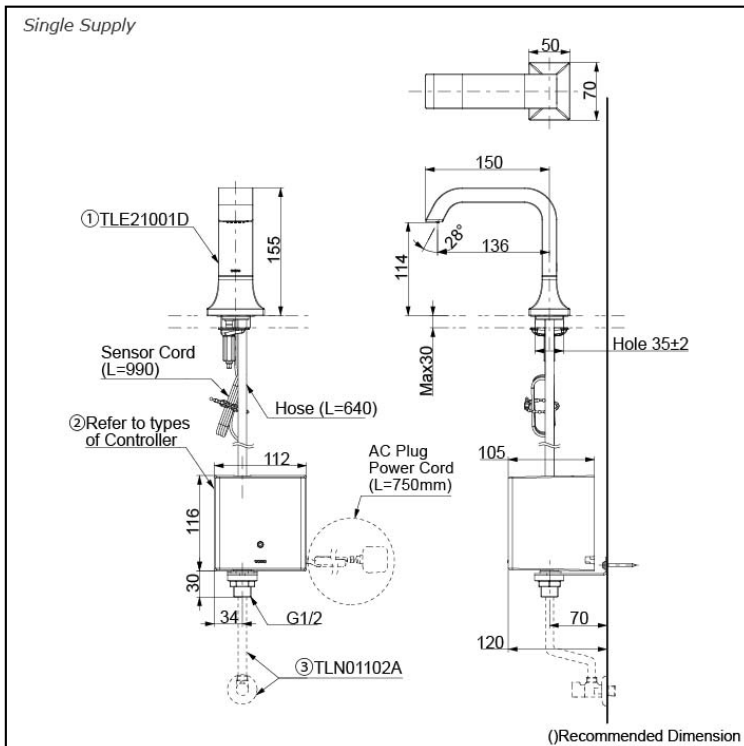 Single Supply
50
70
150
①TLE21001D
155
114
28°
136
Max30
Hole 35±2
Sensor Cord
(L=990)
Hose (L=640)
②Refer to types
of Controller
112
AC Plug
Power Cord
(L=750mm)
105
116
30
34
G1/2
70
120
③TLN01102A
()Recommended Dimension